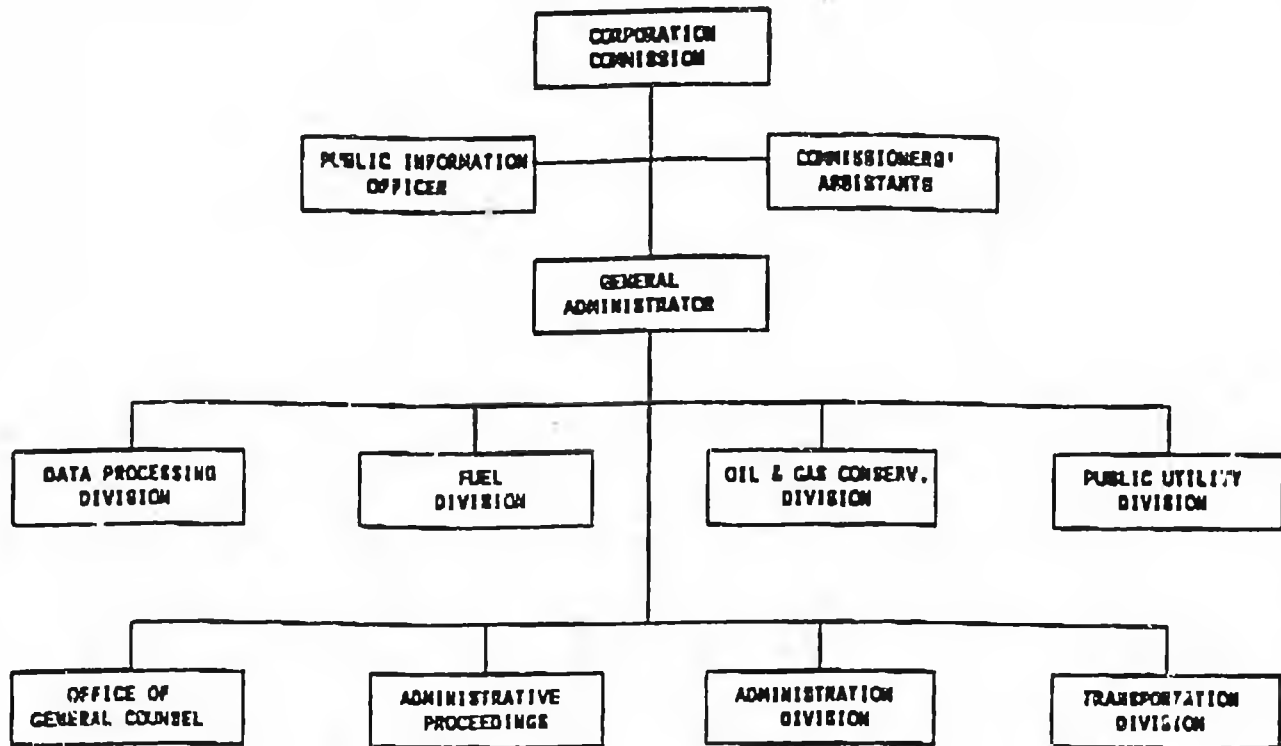 CORPORATION
COMMISSION
PUBLIC INFORMATION
OFFICER
COMMISSIONERS'
ASSISTANTS
GENERAL
ADMINISTRATOR
DATA PROCESSING
DIVISION
FUEL
DIVISION
OIL & GAS CONSERV.
DIVISION
PUBLIC UTILITY
DIVISION
OFFICE OF
GENERAL COUNSEL
ADMINISTRATIVE
PROCEEDINGS
ADMINISTRATION
DIVISION
TRANSPORTATION
DIVISION